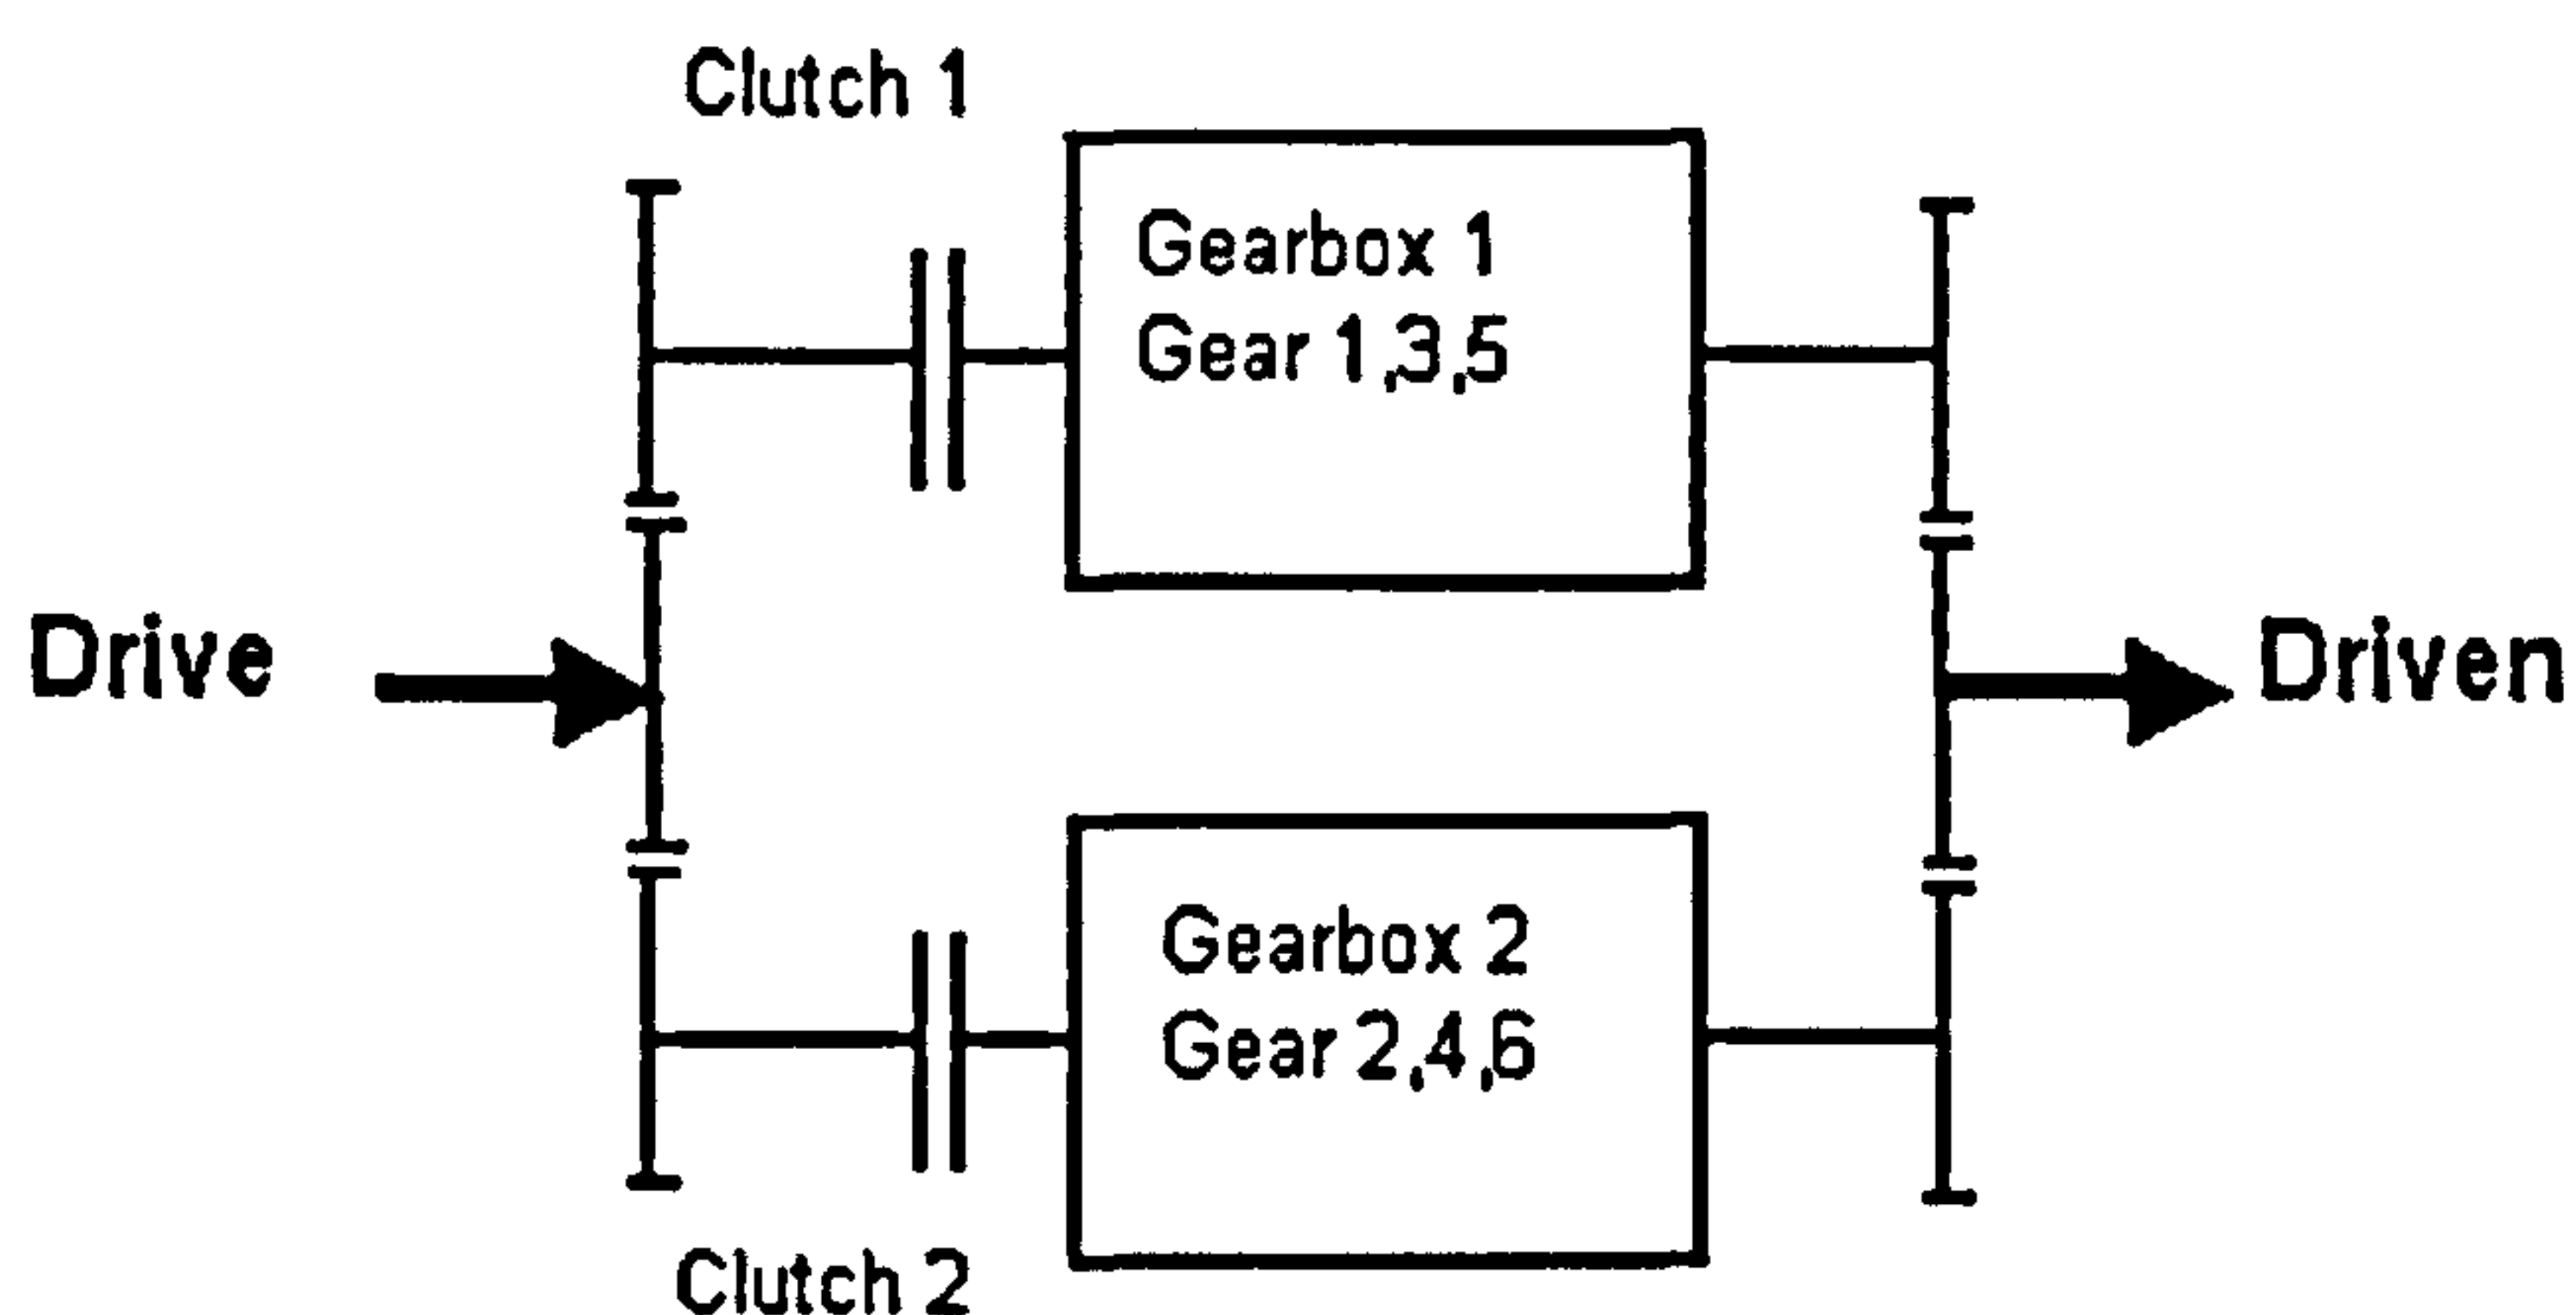 Clutch 1
Gearbox 1
Gear 1,3,5
Drive
Driven
Gearbox 2
Gear 2,4,6
Clutch 2